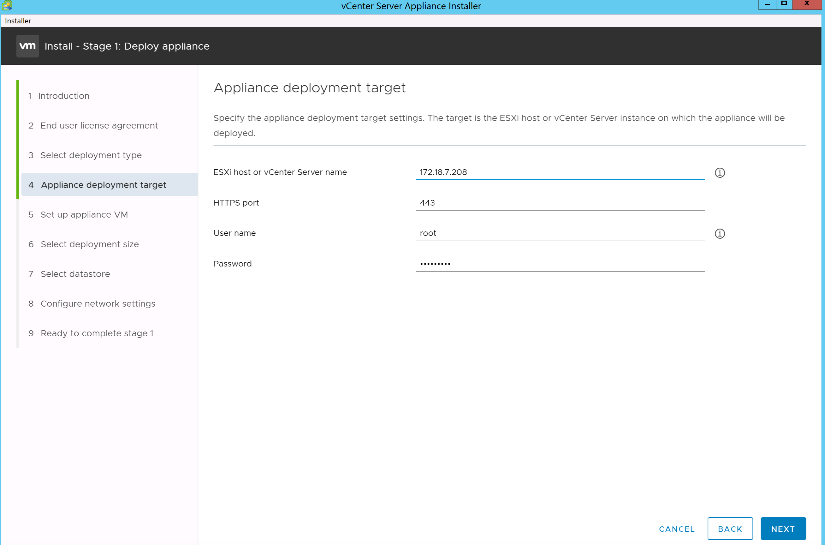 vCenter Server Appliance Installer
Installer
vm Install - Stage 1: Deploy appliance
1 Introduction
2 End user license agreement
3 Select deployment type
4 Appliance deployment target
5 Set up appliance VM
6 Select deployment size
7 Select datastore
8 Configure network settings
9 Ready to complete stage 1
Appliance deployment target
Specify the appliance deployment target settings. The target is the ESXi host or vCenter Server instance on which the appliance will be
deployed.
ESXi host or vCenter Server name 172.18.7.208
HTTPS port 443
User name root
Password •••••••••
CANCEL BACK NEXT